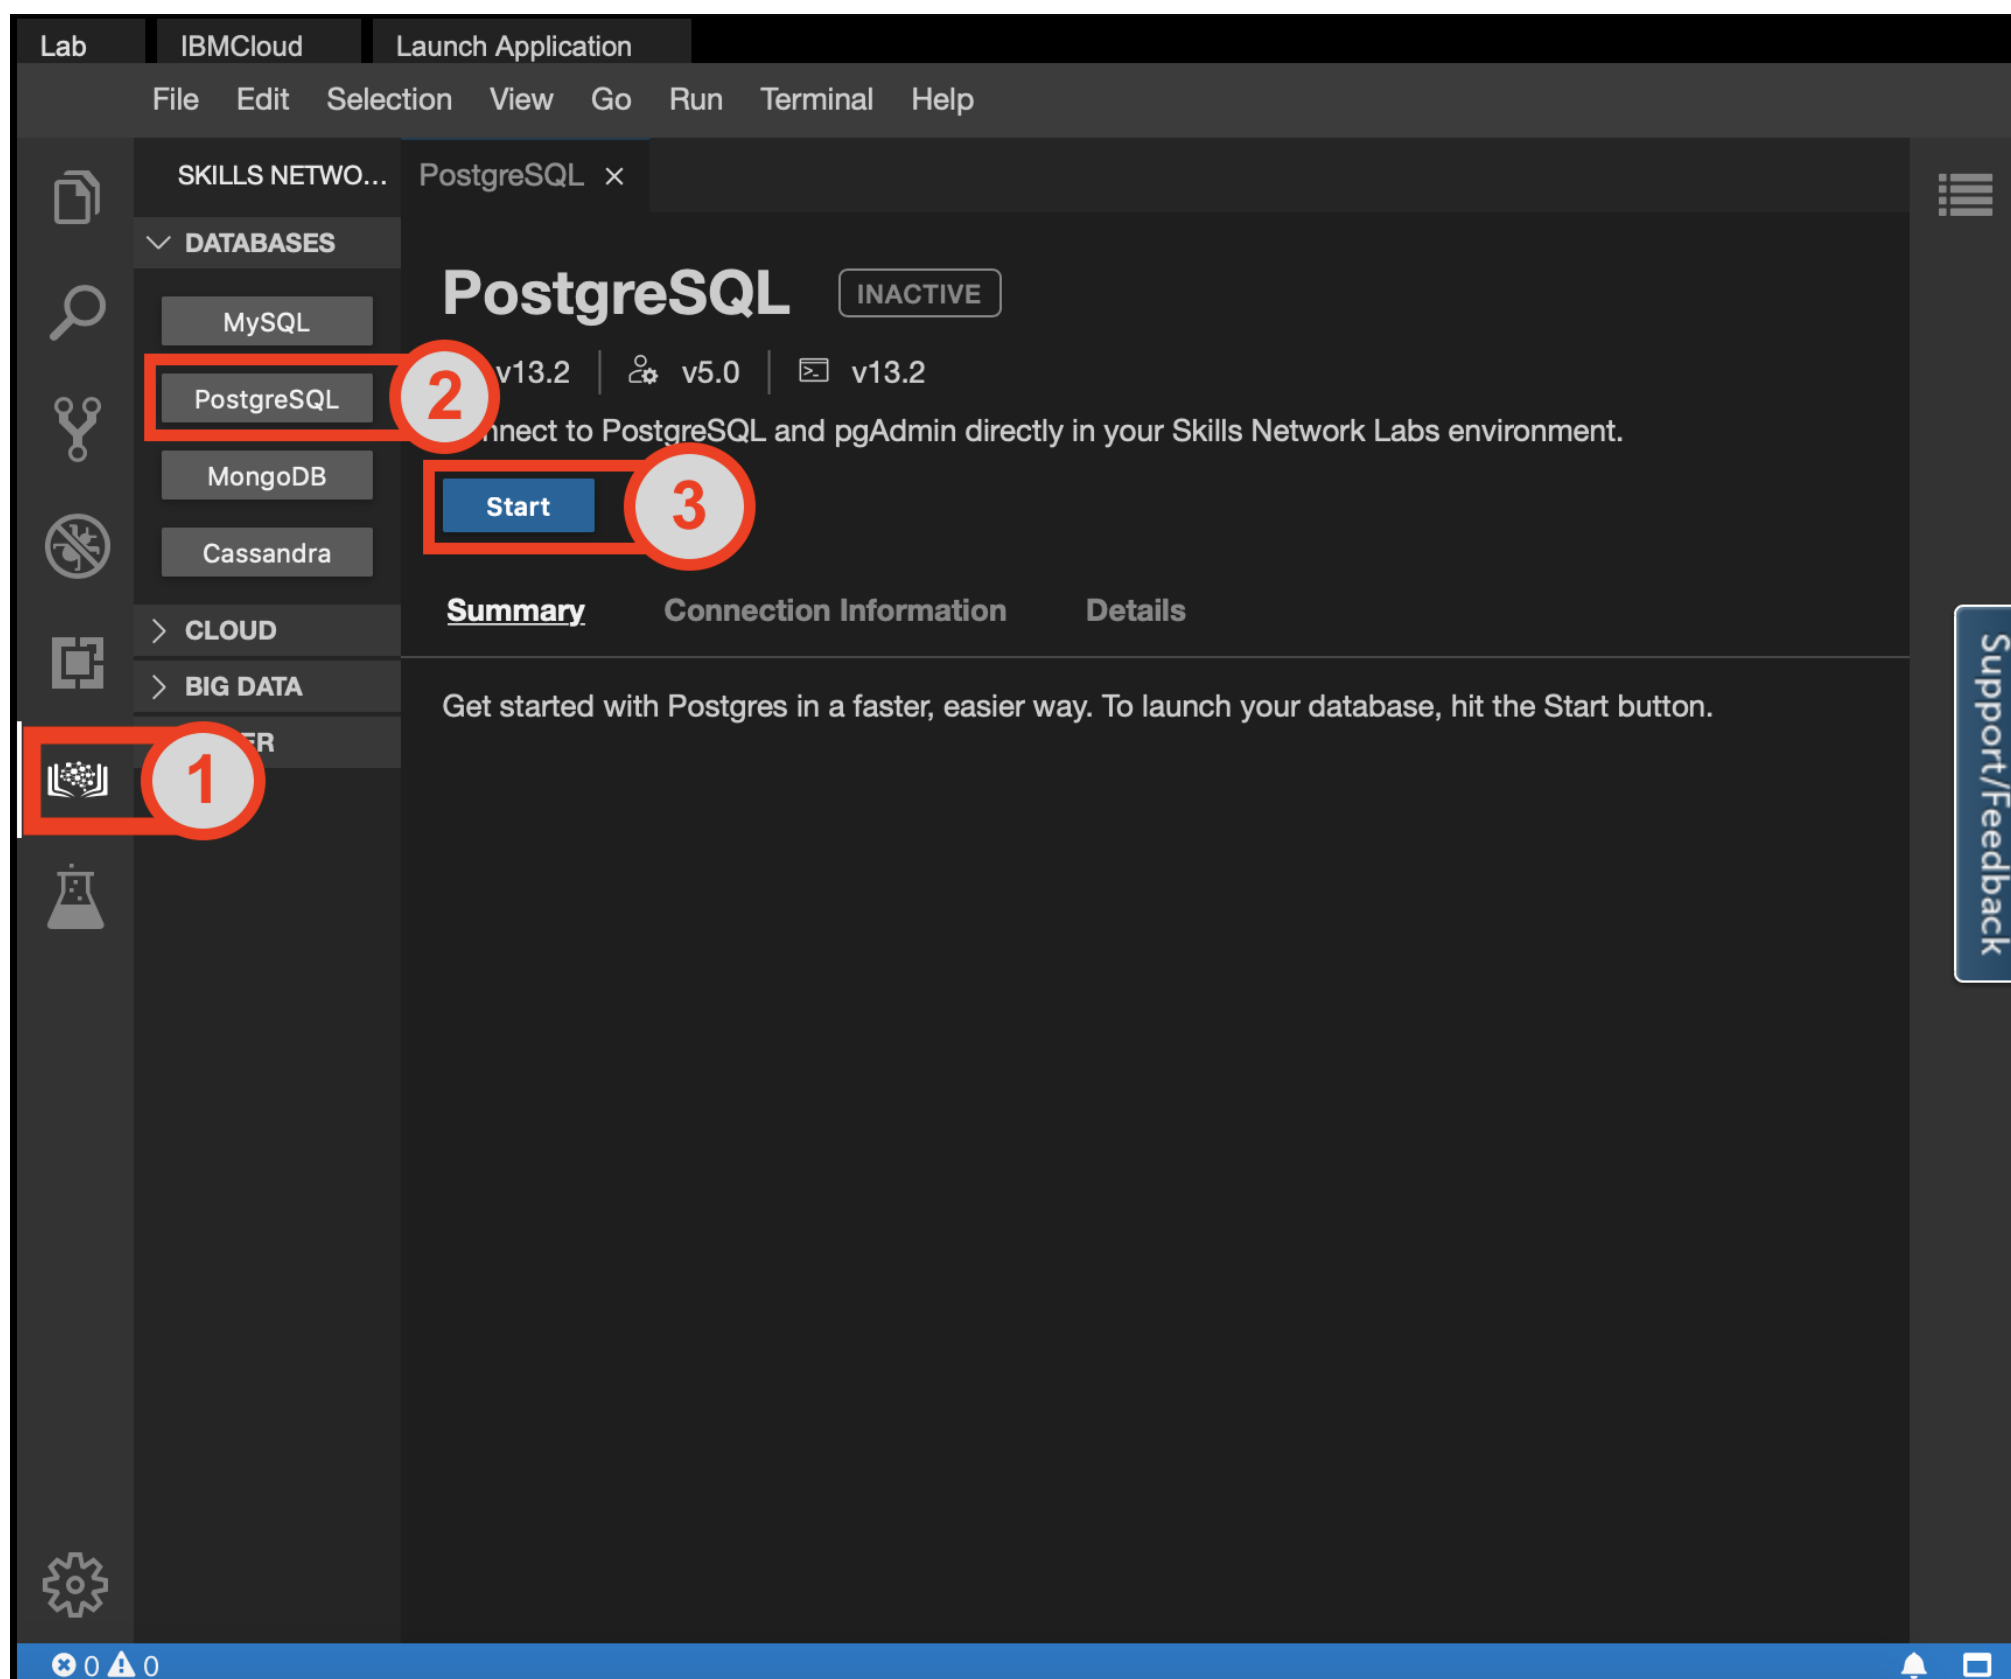 Lab IBMCloud Launch Application
File Edit Selection View Go Run Terminal Help
SKILLS NETWO... PostgreSQL ×
DATABASES
MySQL
PostgreSQL
MongoDB
Cassandra
CLOUD
BIG DATA
1
2
PostgreSQL INACTIVE
v13.2 v5.0 v13.2
to PostgreSQL and pgAdmin directly in your Skills Network Labs environment.
Start
3
Summary Connection Information Details
Get started with Postgres in a faster, easier way. To launch your database, hit the Start button.
Support/Feedback
0 0